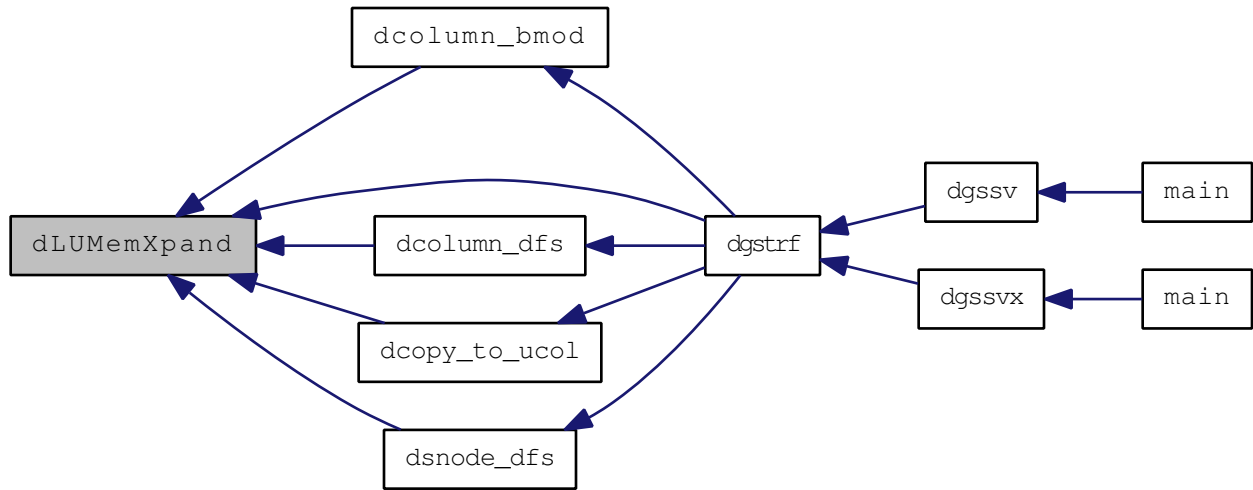 dcolumn_bmod
dgssv
main
dLUMemXpand
dcolumn_dfs
dgstrf
dgssvx
main
dcopy_to_ucol
dsnode_dfs